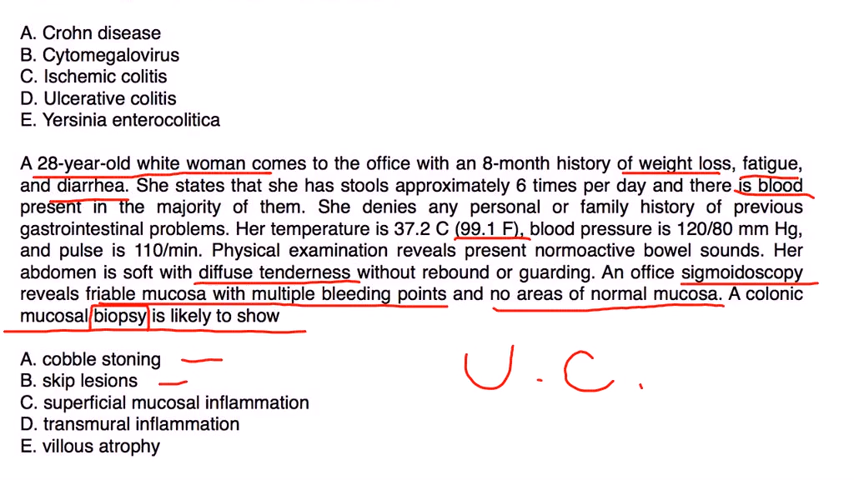 A. Crohn disease
B. Cytomegalovirus
C. Ischemic colitis
D. Ulcerative colitis
E. Yersinia enterocolitica
A 28-year-old white woman comes to the office with an 8-month history of weight loss, fatigue,
and diarrhea. She states that she has stools approximately 6 times per day and there is blood
present in the majority of them. She denies any personal or family history of previous
gastrointestinal problems. Her temperature is 37.2 C (99.1 F), blood pressure is 120/80 mm Hg,
and pulse is 110/min. Physical examination reveals present normoactive bowel sounds. Her
abdomen is soft with diffuse tenderness without rebound or guarding. An office sigmoidoscopy
reveals friable mucosa with multiple bleeding points and no areas of normal mucosa. A colonic
mucosal biopsy is likely to show
A. cobble stoning
B. skip lesions
C. superficial mucosal inflammation
D. transmural inflammation
E. villous atrophy
U.C.